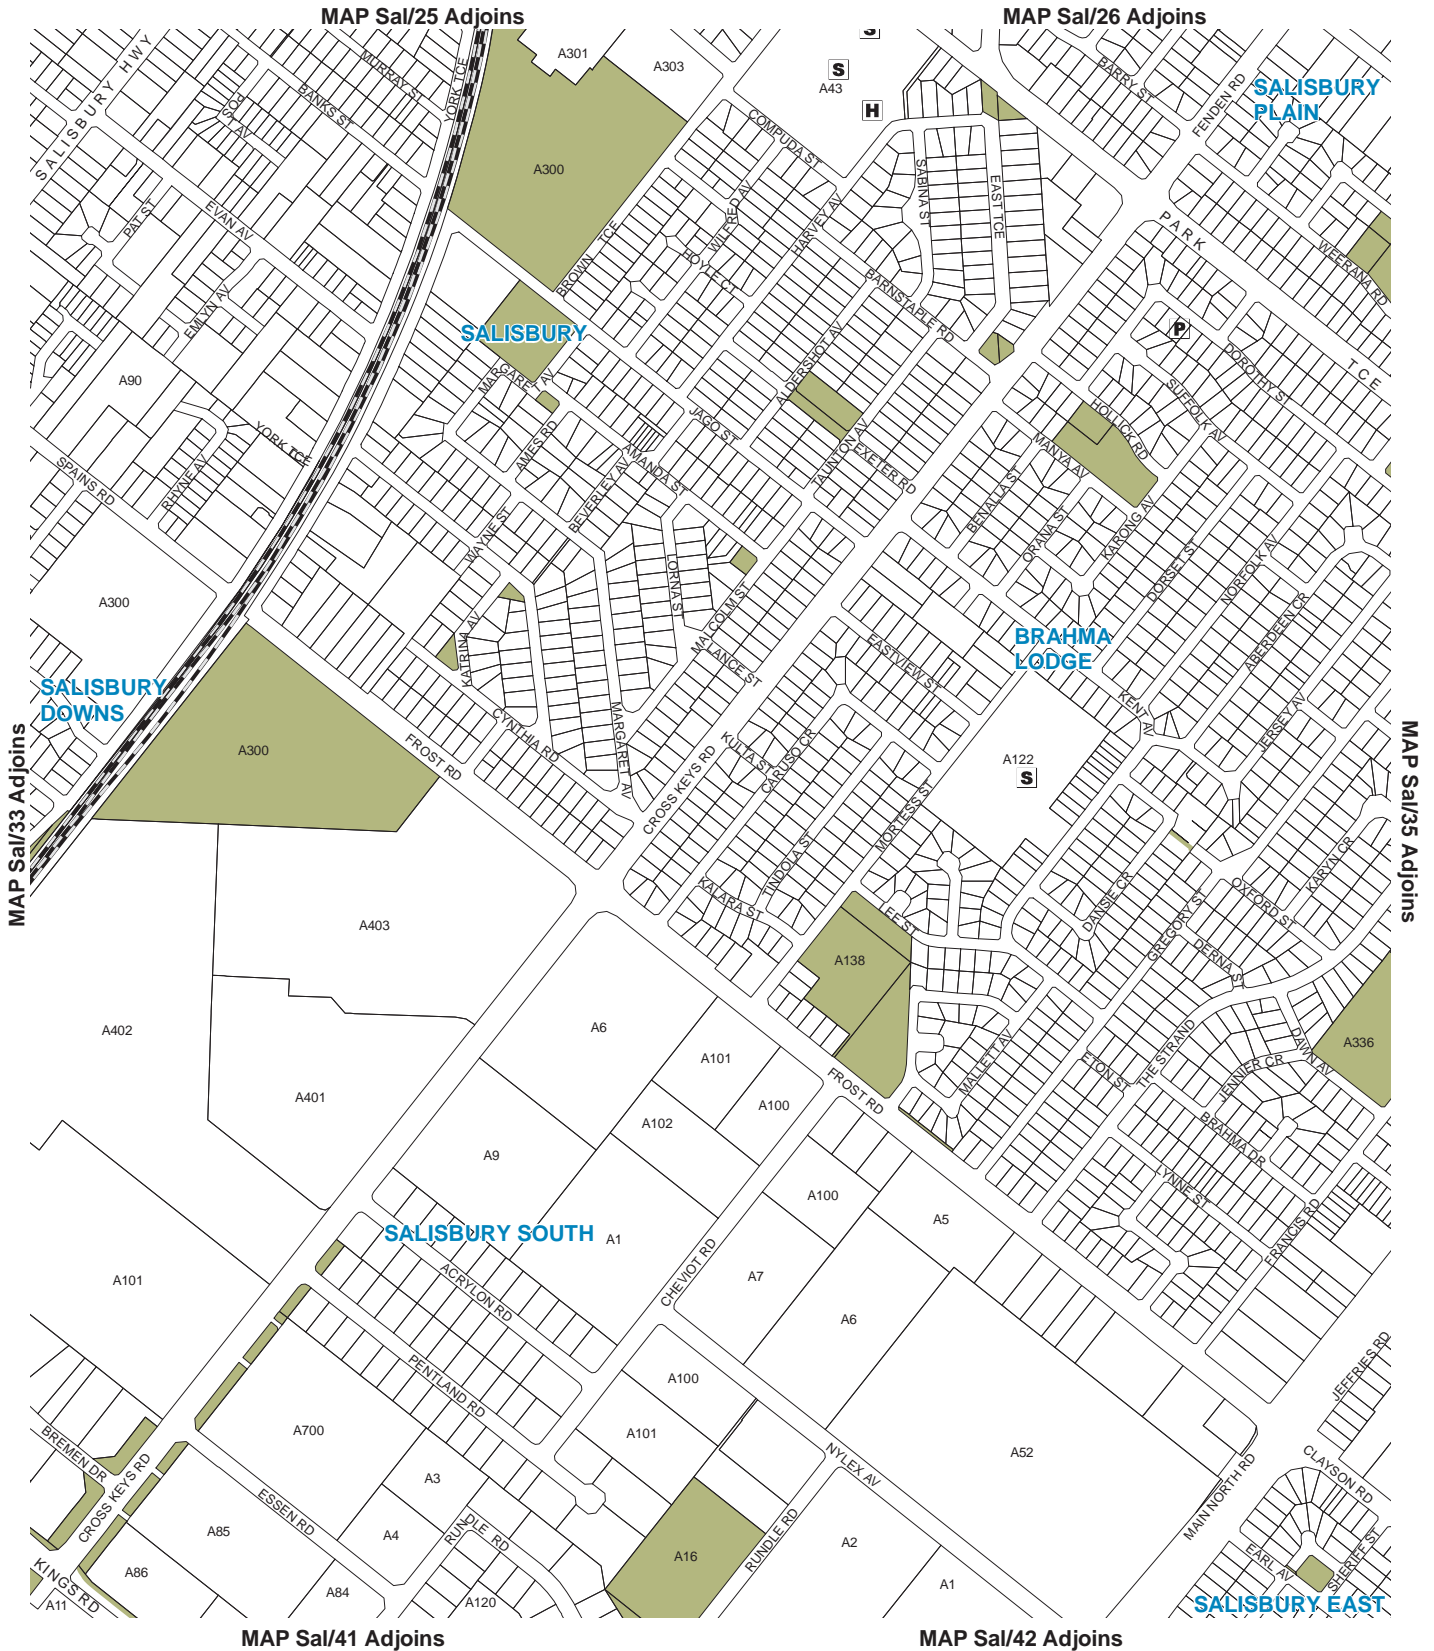 MAP Sal/25 Adjoins
MAP Sal/26 Adjoins
SALISBURY HWY
MURRAY ST
YORK TCE
A301
A303
S
S
A43
H
BARRY ST
FENDEN RD
SALISBURY
PLAIN
POST AV
BANKS ST
COMPUDA ST
A300
SABINA ST
EAST TCE
PAT ST
EVAN AV
WILFRED AV
HARVEY AV
PARK
TCE
WEERANA RD
BROWN TCE
HOYLE CT
BARNSTAPLE RD
EMLYN AV
SALISBURY
P
DOROTHY ST
A90
MARGARET AV
ALDERSHOT AV
SUFFOLK AV
HOLLICK RD
YORK TCE
JAGO ST
AMES RD
AMANDA ST
TAUNTON AV
EXETER RD
MANYA AV
SPAINS RD
RHYNE AV
BEVERLEY AV
BENALLA ST
ORANA ST
KARONG AV
WAYNE ST
LORNA ST
DORSET ST
NORFOLK AV
A300
MALCOLM ST
KATRINA AV
LANCE ST
EASTVIEW ST
BRAHMA
LODGE
ABERDEEN CR
SALISBURY
DOWNS
CYNTHIA RD
MARGARET AV
KENT AV
JERSEY AV
MAP Sal/33 Adjoins
MAP Sal/35 Adjoins
A300
FROST RD
CROSS KEYS RD
KULTA ST
CARUSO CR
A122
S
MORTESS ST
TINDOLA ST
KALARA ST
LEE ST
DANSIE CR
KARYN CR
OXFORD ST
GREGORY ST
DERNA ST
A403
A138
A402
A6
A101
A336
A401
A100
A102
FROST RD
MALLETT AV
ETON ST
THE STRAND
DAWN AV
JENNIER CR
BRAHMA DR
A9
A100
LYNNE ST
A5
SALISBURY SOUTH
A1
FRANCIS RD
A101
ACRYLON RD
CHEVIOT RD
A7
A6
JEFFRIES RD
PENTLAND RD
A100
A700
A101
BREMEN DR
CROSS KEYS RD
A3
NYLEX AV
A52
MAIN NORTH RD
CLAYSON RD
ESSEN RD
A85
A4
RUNDLE RD
RUNDLE RD
A16
A2
EARL AV
SHERIFF ST
A86
KINGS RD
A11
A84
A120
A1
SALISBURY EAST
MAP Sal/41 Adjoins
MAP Sal/42 Adjoins